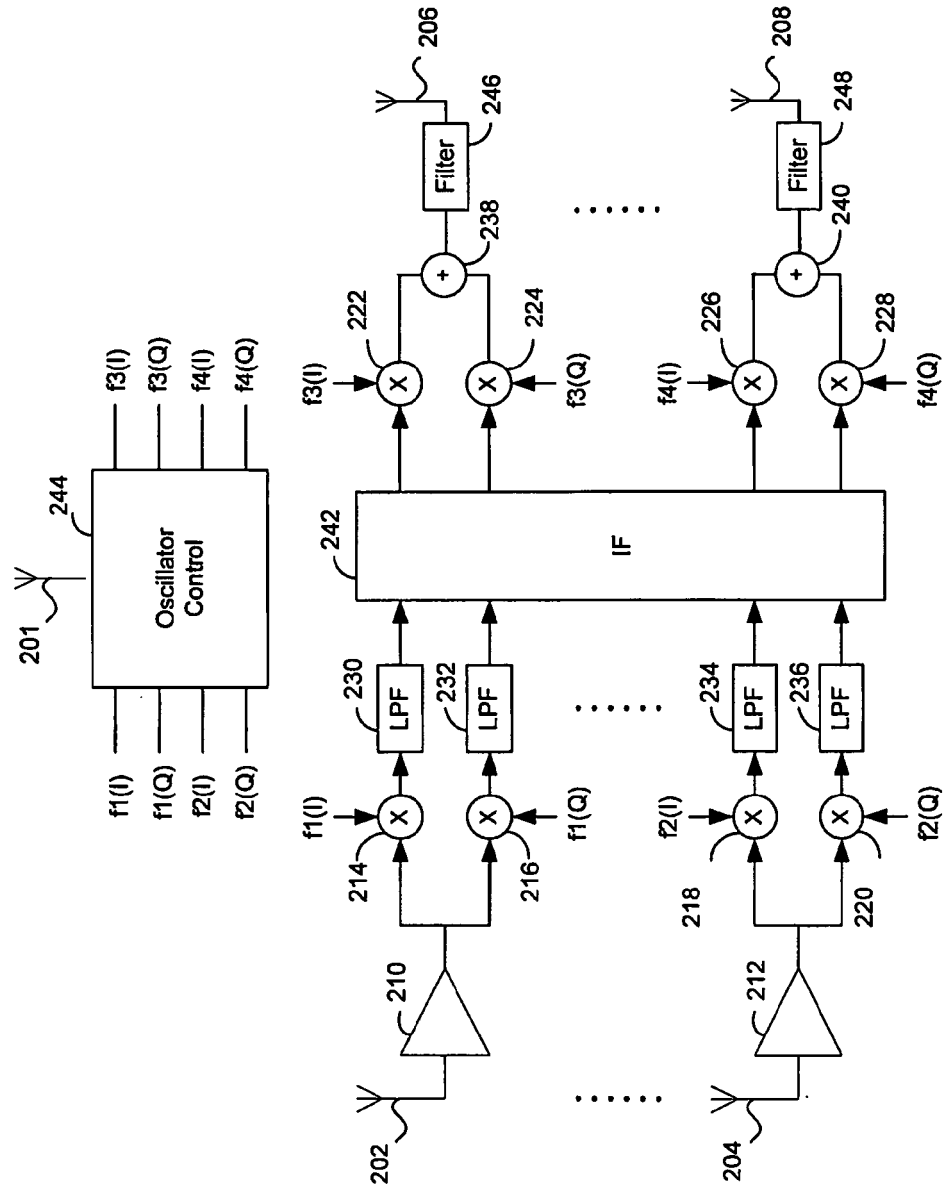 201
244
Oscillator
Control
f1(I)
f1(Q)
f2(I)
f2(Q)
f3(I)
f3(Q)
f4(I)
f4(Q)
202
210
f1(I)
214
X
230
LPF
X
216
f1(Q)
232
LPF
......
......
204
212
218
f2(I)
X
234
LPF
220
X
f2(Q)
236
LPF
242
IF
f3(I)
222
X
X
224
f3(Q)
238
+
Filter
246
206
......
f4(I)
226
X
X
228
f4(Q)
240
+
Filter
248
208